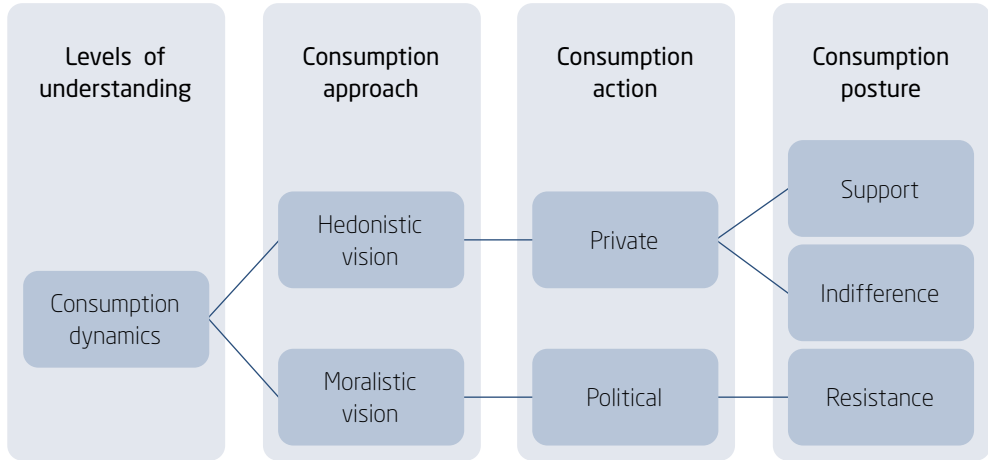 Levels of
understanding
Consumption
approach
Consumption
action
Consumption
posture
Consumption
dynamics
Hedonistic
vision
Moralistic
vision
Private
Political
Support
Indifference
Resistance